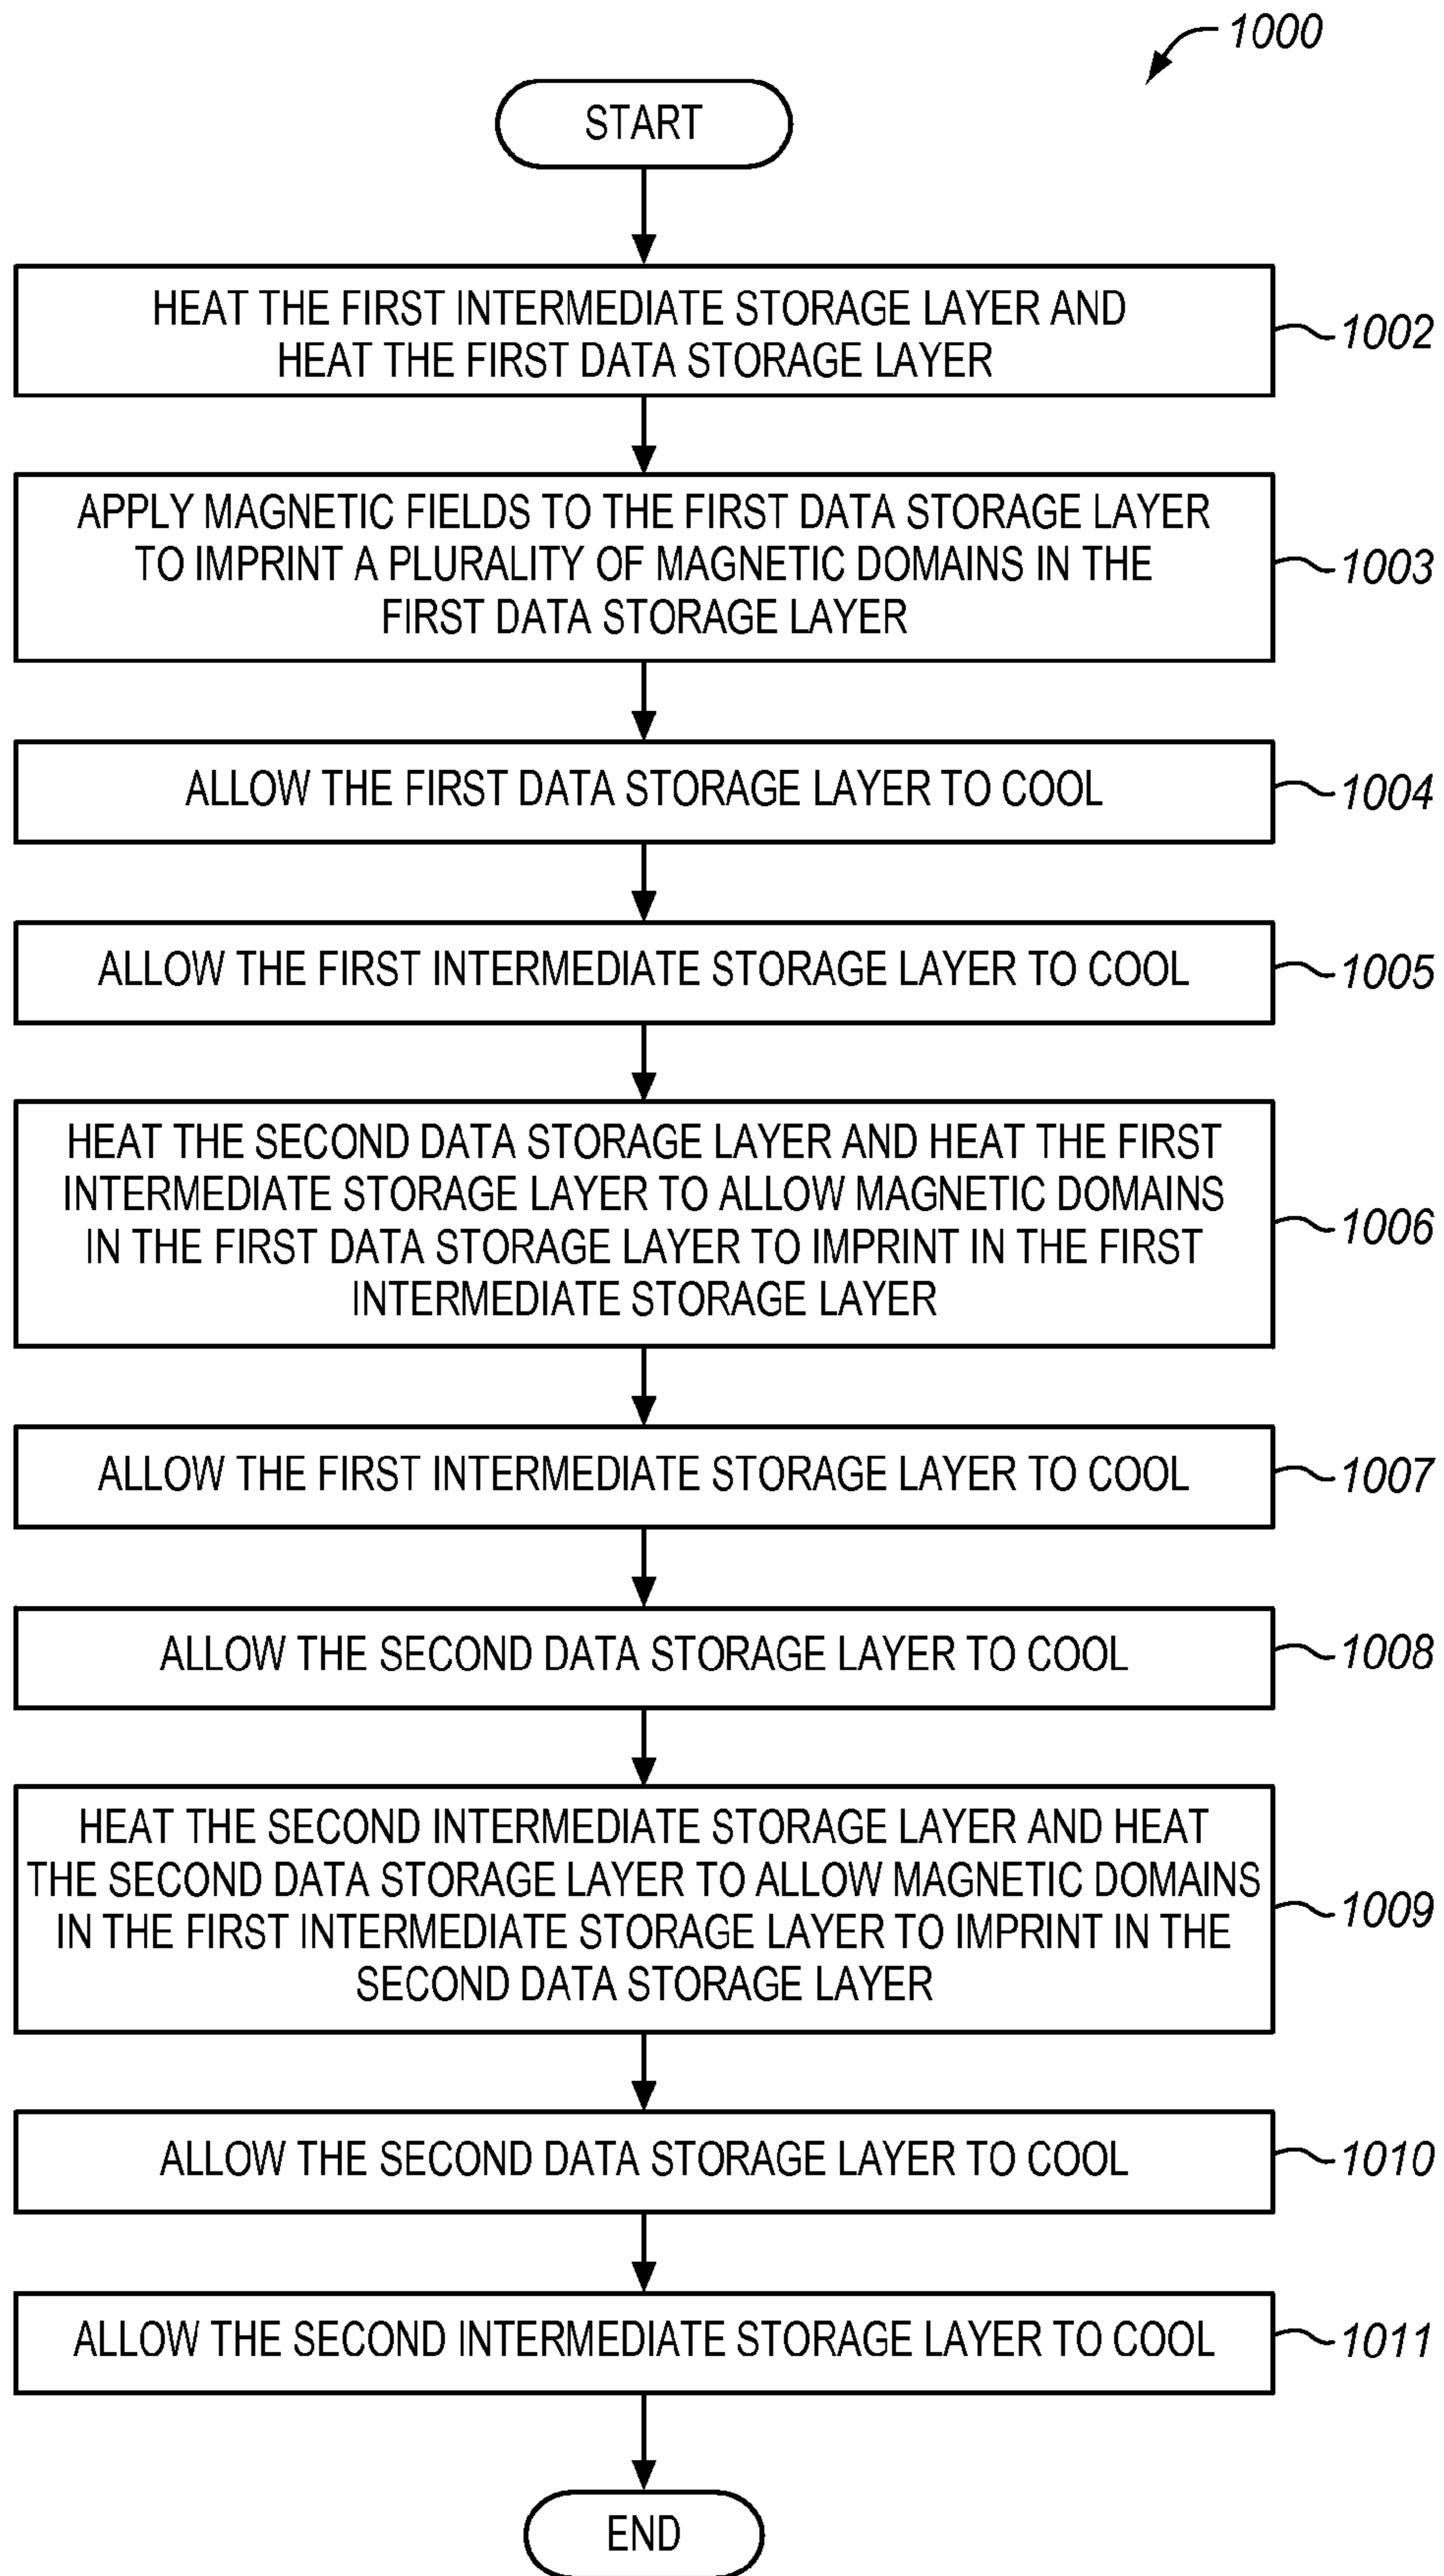 1000
START
HEAT THE FIRST INTERMEDIATE STORAGE LAYER AND
HEAT THE FIRST DATA STORAGE LAYER
1002
APPLY MAGNETIC FIELDS TO THE FIRST DATA STORAGE LAYER
TO IMPRINT A PLURALITY OF MAGNETIC DOMAINS IN THE
FIRST DATA STORAGE LAYER
1003
ALLOW THE FIRST DATA STORAGE LAYER TO COOL
1004
ALLOW THE FIRST INTERMEDIATE STORAGE LAYER TO COOL
1005
HEAT THE SECOND DATA STORAGE LAYER AND HEAT THE FIRST
INTERMEDIATE STORAGE LAYER TO ALLOW MAGNETIC DOMAINS
IN THE FIRST DATA STORAGE LAYER TO IMPRINT IN THE FIRST
INTERMEDIATE STORAGE LAYER
1006
ALLOW THE FIRST INTERMEDIATE STORAGE LAYER TO COOL
1007
ALLOW THE SECOND DATA STORAGE LAYER TO COOL
1008
HEAT THE SECOND INTERMEDIATE STORAGE LAYER AND HEAT
THE SECOND DATA STORAGE LAYER TO ALLOW MAGNETIC DOMAINS
IN THE FIRST INTERMEDIATE STORAGE LAYER TO IMPRINT IN THE
SECOND DATA STORAGE LAYER
1009
ALLOW THE SECOND DATA STORAGE LAYER TO COOL
1010
ALLOW THE SECOND INTERMEDIATE STORAGE LAYER TO COOL
1011
END